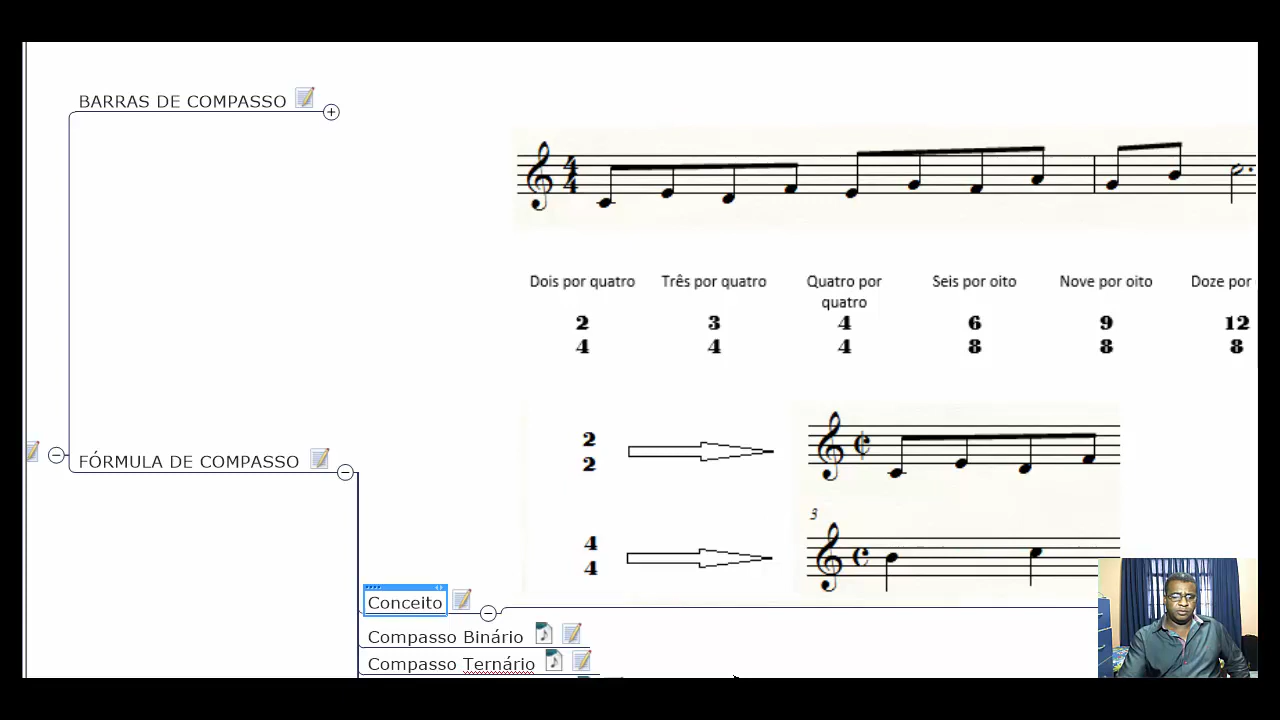 BARRAS DE COMPASSO
4
4
Dois por quatro Três por quatro Quatro por quatro Seis por oito Nove por oito Doze por
2 3 4 6 9 12
4 4 4 8 8 8
2
2
FÓRMULA DE COMPASSO
3
4
4
Conceito
Compasso Binário
Compasso Ternário